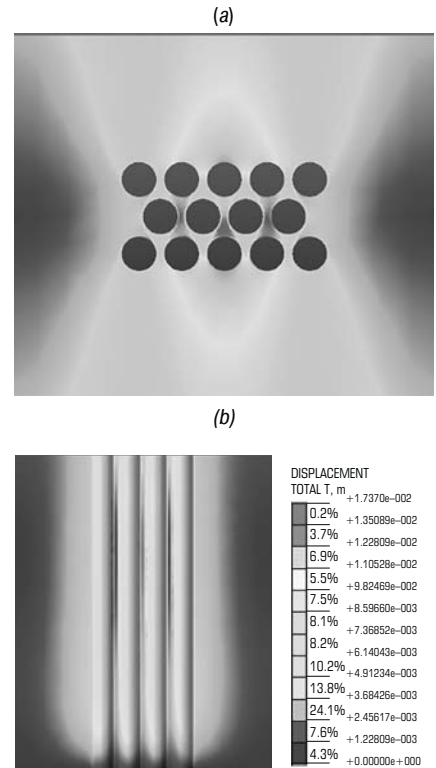 (a)
(b)
DISPLACEMENT
TOTAL T, m
+1.7370e–002
0.2%
+1.35089e–002
3.7%
+1.22809e–002
6.9%
+1.10528e–002
5.5%
+9.82469e–002
7.5%
+8.59660e–003
8.1%
+7.36852e–003
8.2%
+6.14043e–003
10.2%
+4.91234e–003
13.8%
+3.68426e–003
24.1%
+2.45617e–003
7.6%
+1.22809e–003
4.3%
+0.00000e+000